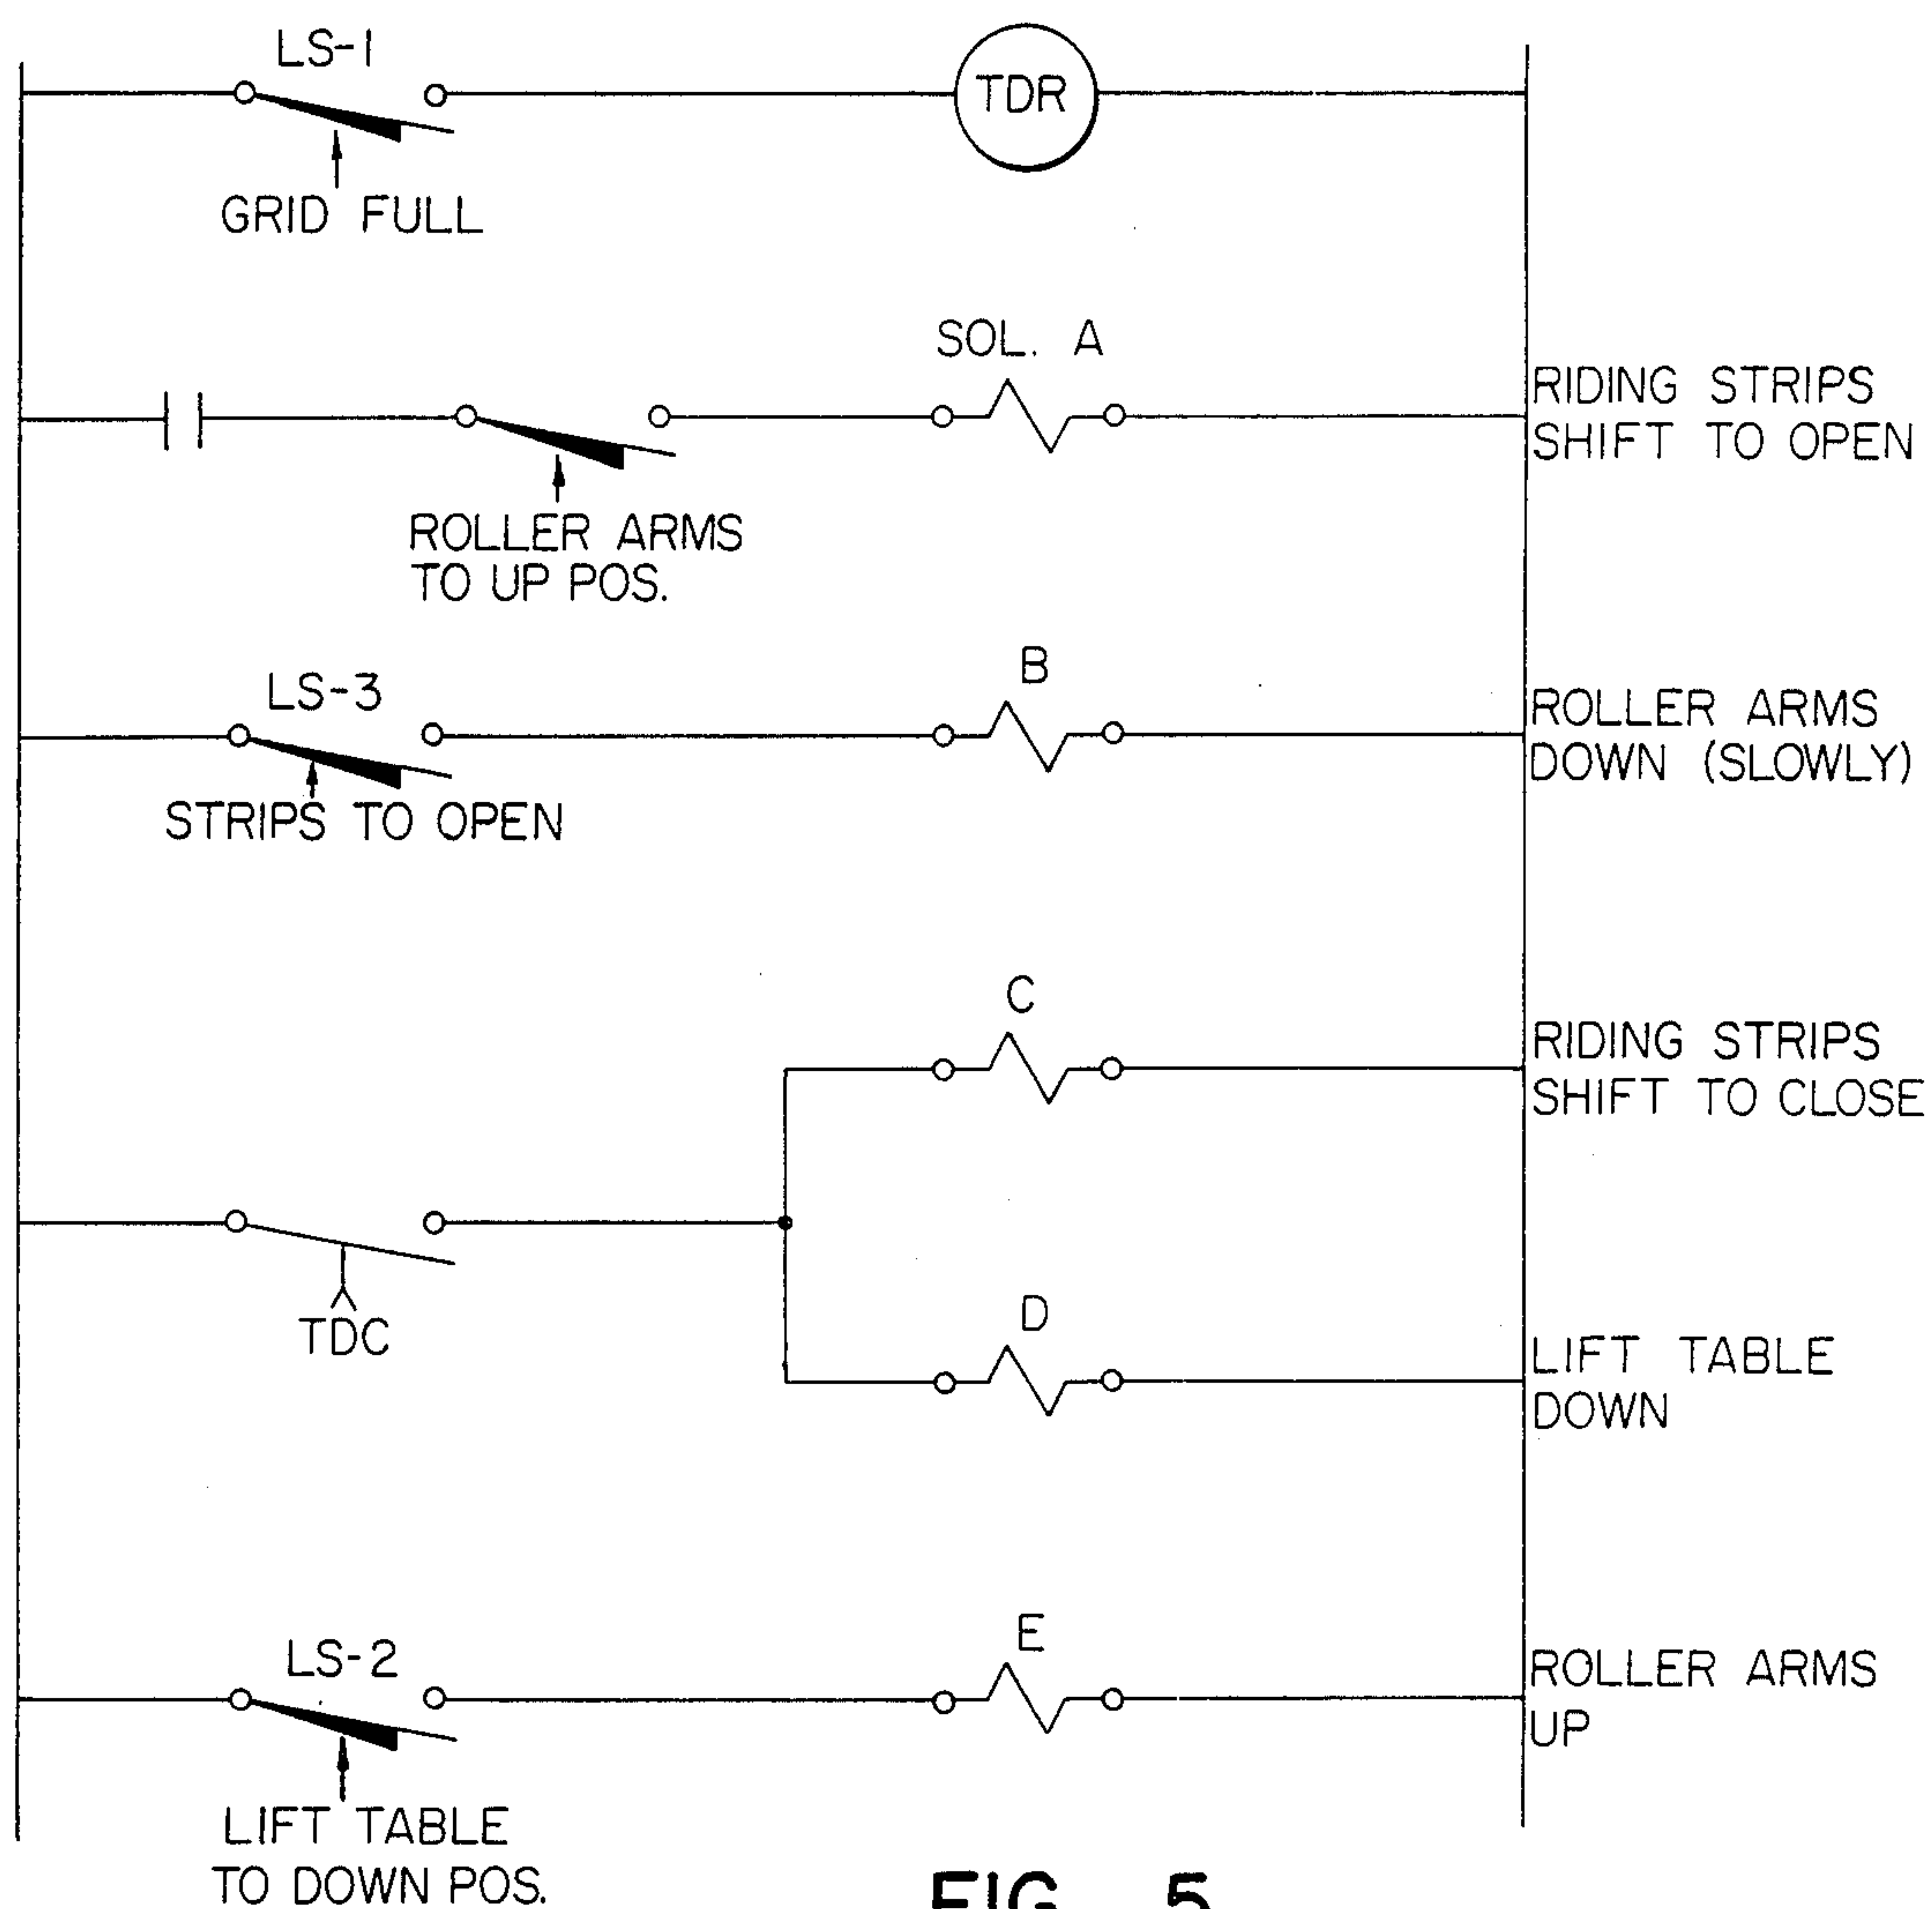 LS-1
TDR
GRID FULL
SOL. A
RIDING STRIPS
SHIFT TO OPEN
ROLLER ARMS
TO UP POS.
LS-3
B
ROLLER ARMS
DOWN (SLOWLY)
STRIPS TO OPEN
C
RIDING STRIPS
SHIFT TO CLOSE
TDC
D
LIFT TABLE
DOWN
LS-2
E
ROLLER ARMS
UP
LIFT TABLE
TO DOWN POS.
FIG. 5